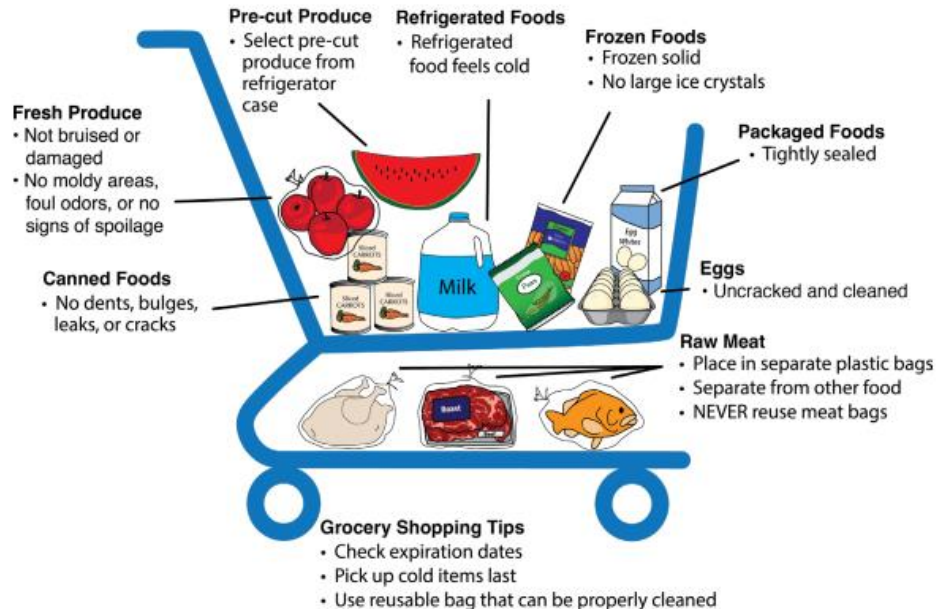 Pre-cut Produce
• Select pre-cut
produce from
refrigerator
case
Refrigerated Foods
• Refrigerated
food feels cold
Frozen Foods
• Frozen solid
• No large ice crystals
Fresh Produce
• Not bruised or
damaged
• No moldy areas,
foul odors, or no
signs of spoilage
Packaged Foods
• Tightly sealed
Canned Foods
• No dents, bulges,
leaks, or cracks
Sliced
CARROTS
Sliced
CARROTS
Sliced
CARROTS
Milk
Peas
Egg
Whites
Eggs
• Uncracked and cleaned
Raw Meat
• Place in separate plastic bags
• Separate from other food
• NEVER reuse meat bags
Roast
Grocery Shopping Tips
• Check expiration dates
• Pick up cold items last
• Use reusable bag that can be properly cleaned